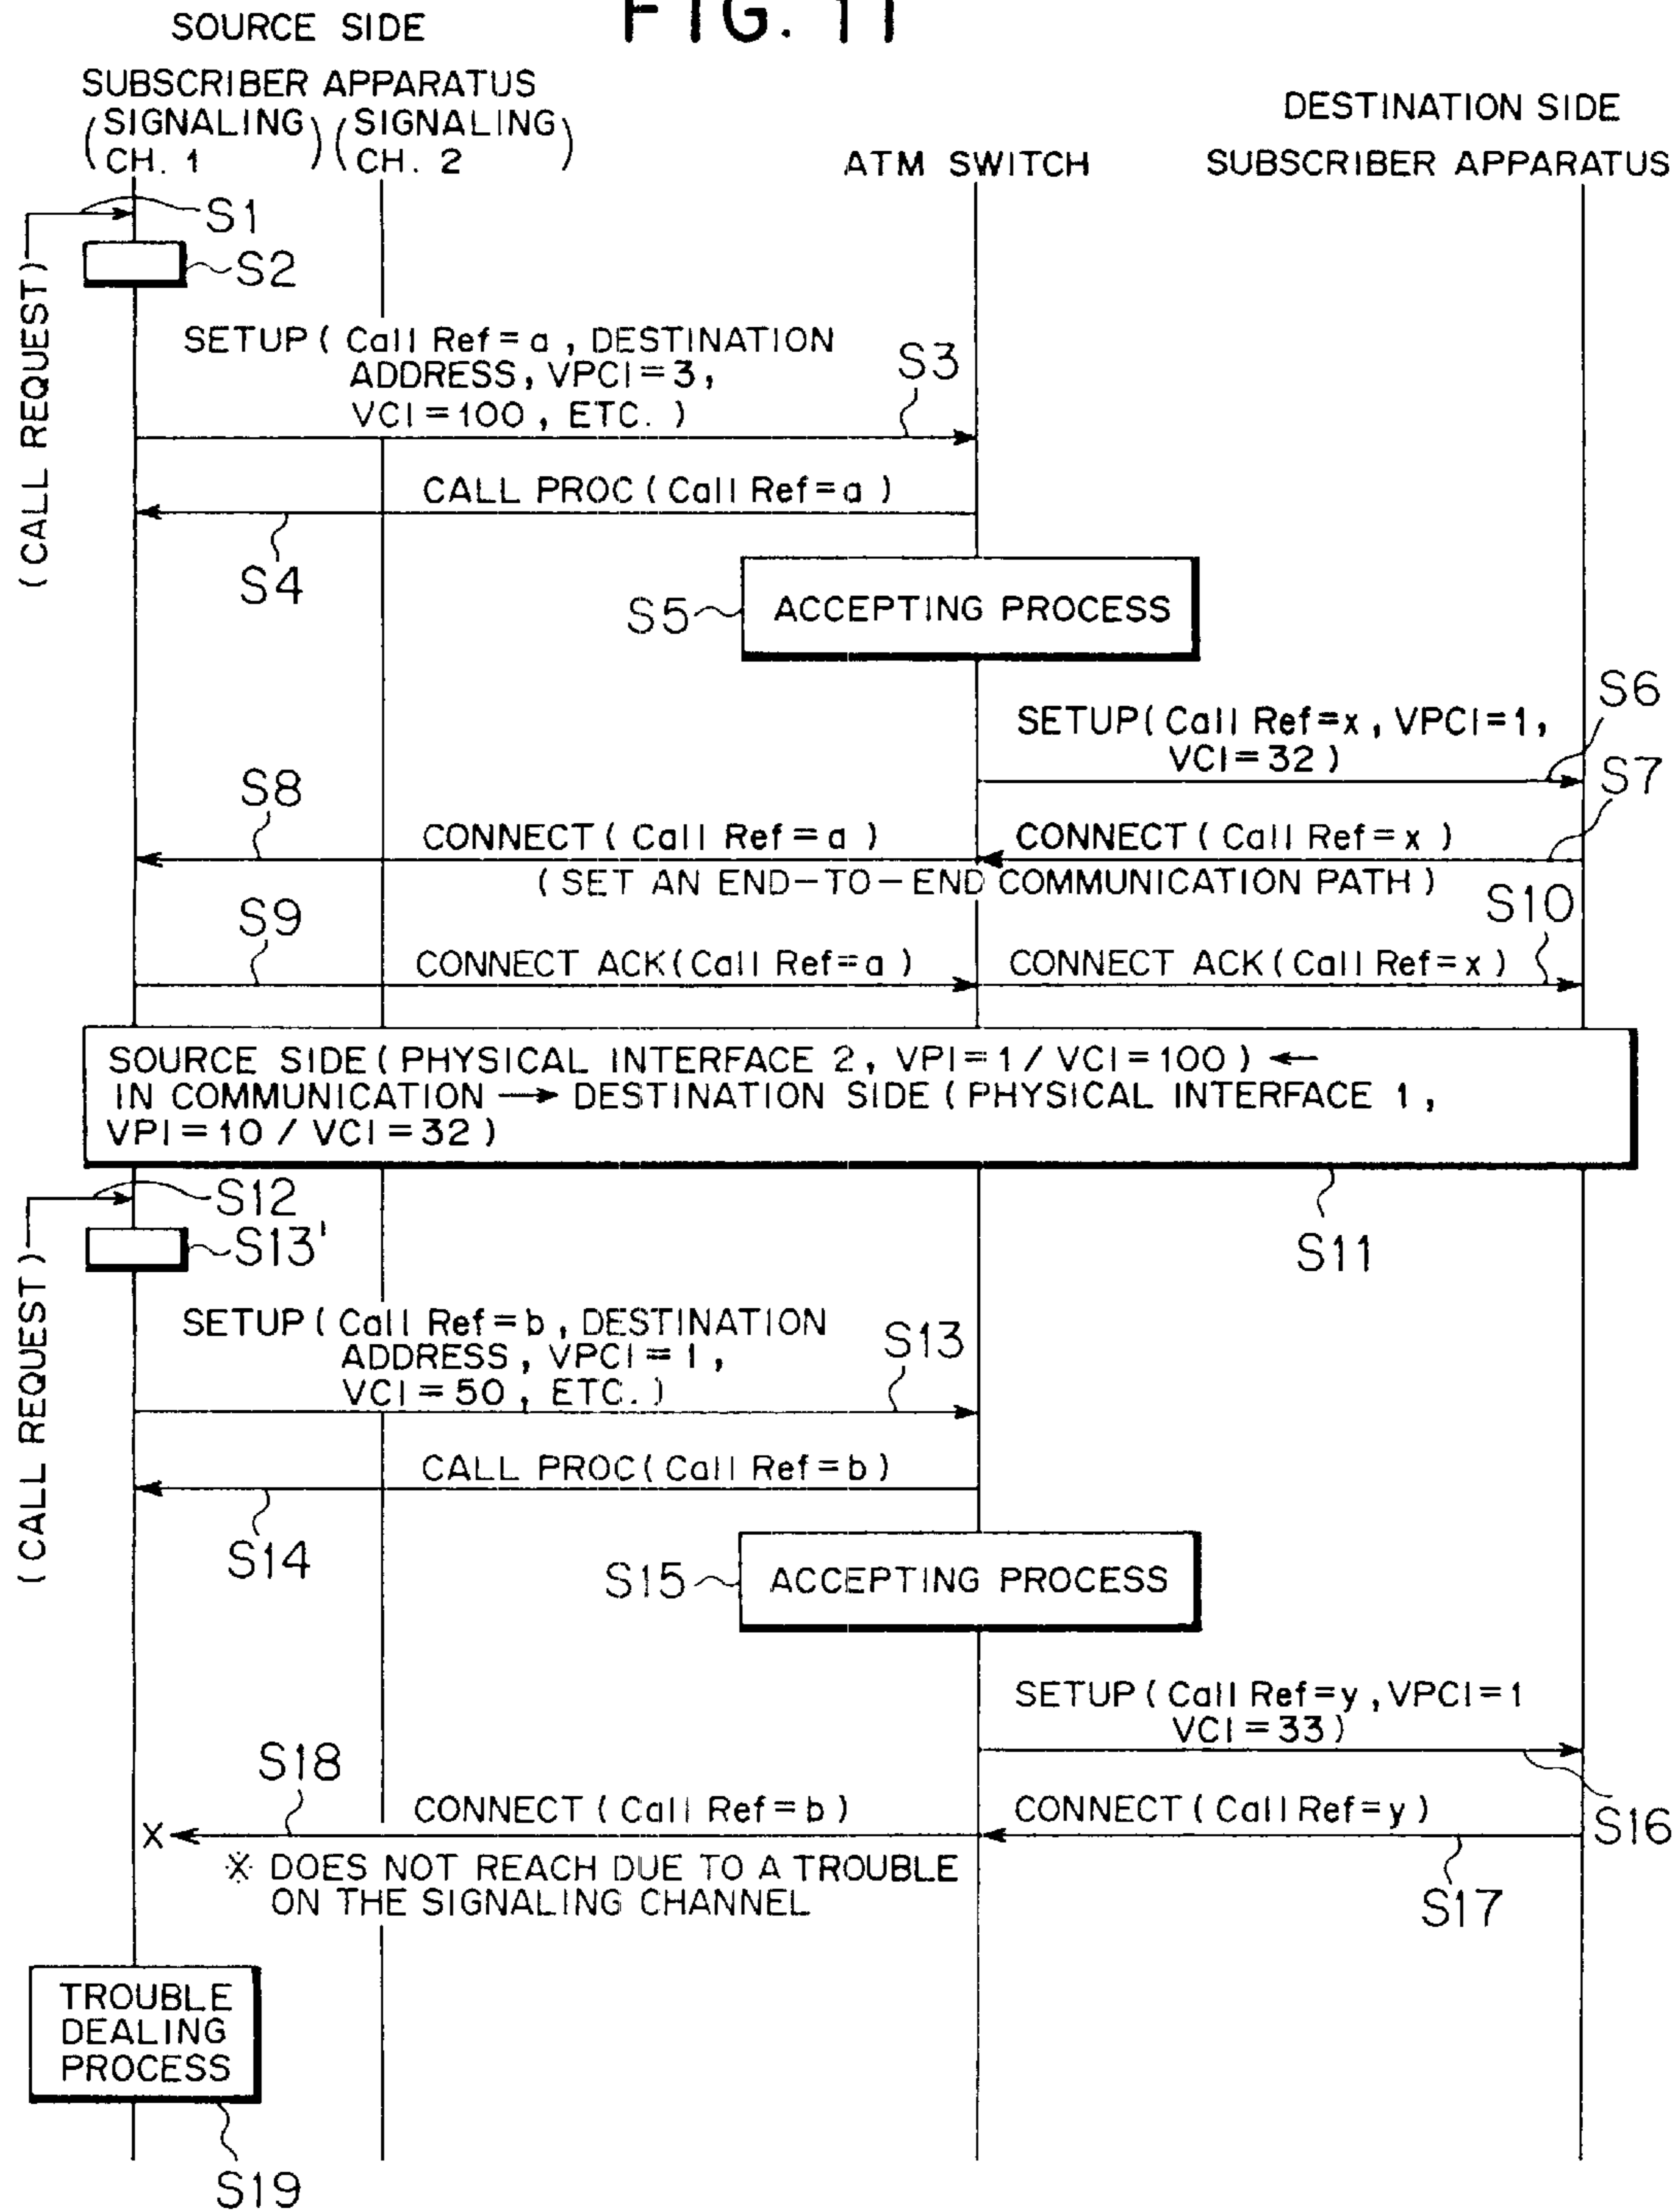 FIG. 11
SOURCE SIDE
SUBSCRIBER APPARATUS
(SIGNALING CH. 1)
(SIGNALING CH. 2)
ATM SWITCH
DESTINATION SIDE
SUBSCRIBER APPARATUS
(CALL REQUEST)
S1
S2
SETUP ( Call Ref = a , DESTINATION
ADDRESS, VPCI = 3,
VCI = 100 , ETC. )
S3
CALL PROC ( Call Ref = a )
S4
S5
ACCEPTING PROCESS
SETUP( Call Ref = x , VPCI = 1,
VCI = 32 )
S6
S7
S8
CONNECT ( Call Ref = a )
CONNECT ( Call Ref = x )
( SET AN END-TO-END COMMUNICATION PATH )
S9
S10
CONNECT ACK( Call Ref = a )
CONNECT ACK ( Call Ref = x )
SOURCE SIDE ( PHYSICAL INTERFACE 2, VPI = 1 / VCI = 100 ) ←
IN COMMUNICATION → DESTINATION SIDE ( PHYSICAL INTERFACE 1 ,
VPI = 10 / VCI = 32 )
S11
(CALL REQUEST)
S12
S13'
SETUP ( Call Ref = b , DESTINATION
ADDRESS , VPCI = 1 ,
VCI = 50 , ETC. )
S13
CALL PROC( Call Ref = b )
S14
S15
ACCEPTING PROCESS
SETUP ( Call Ref = y , VPCI = 1
VCI = 33 )
S16
S18
CONNECT ( Call Ref = b )
CONNECT ( Call Ref = y )
S17
X
※ DOES NOT REACH DUE TO A TROUBLE
ON THE SIGNALING CHANNEL
TROUBLE
DEALING
PROCESS
S19